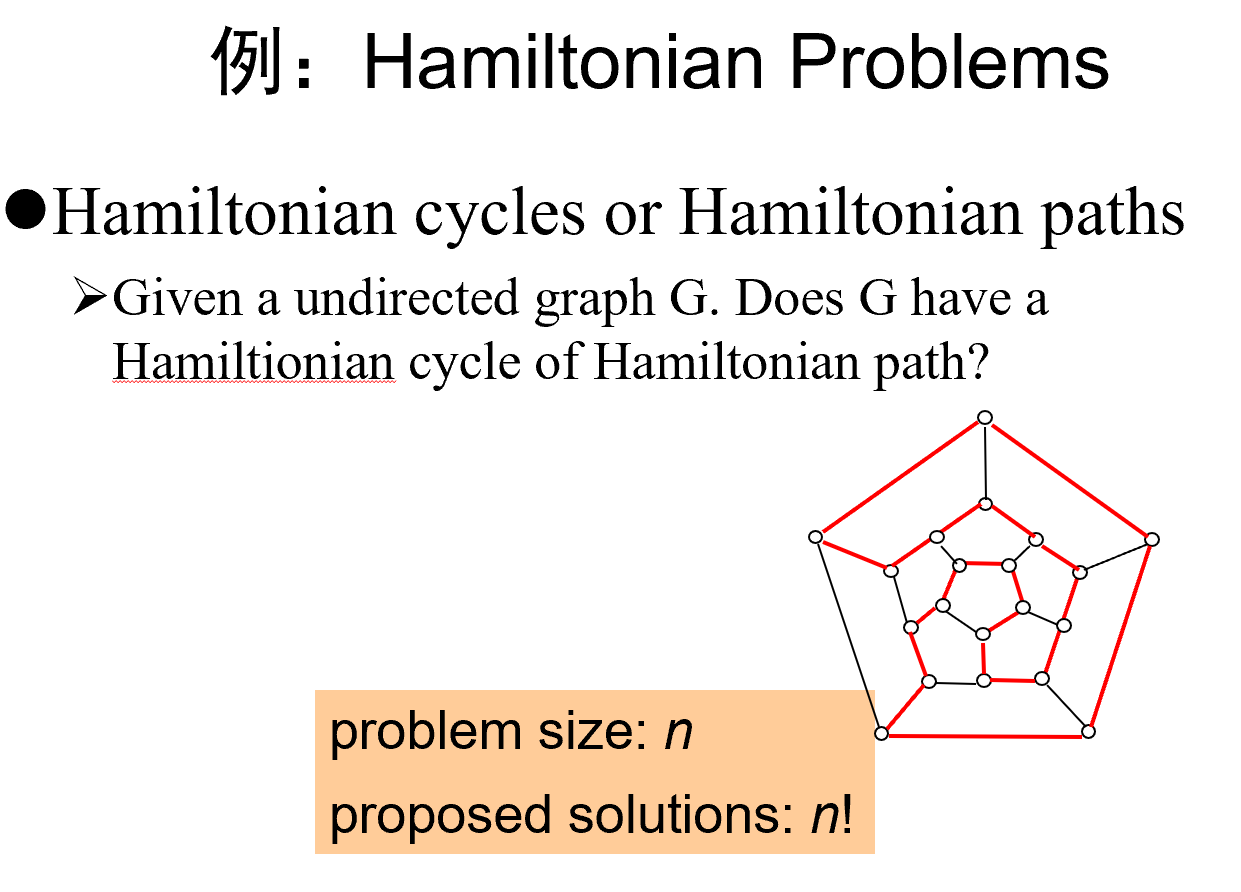 例：Hamiltonian Problems
●Hamiltonian cycles or Hamiltonian paths
➢Given a undirected graph G. Does G have a
Hamiltionian cycle of Hamiltonian path?
problem size: n
proposed solutions: n!